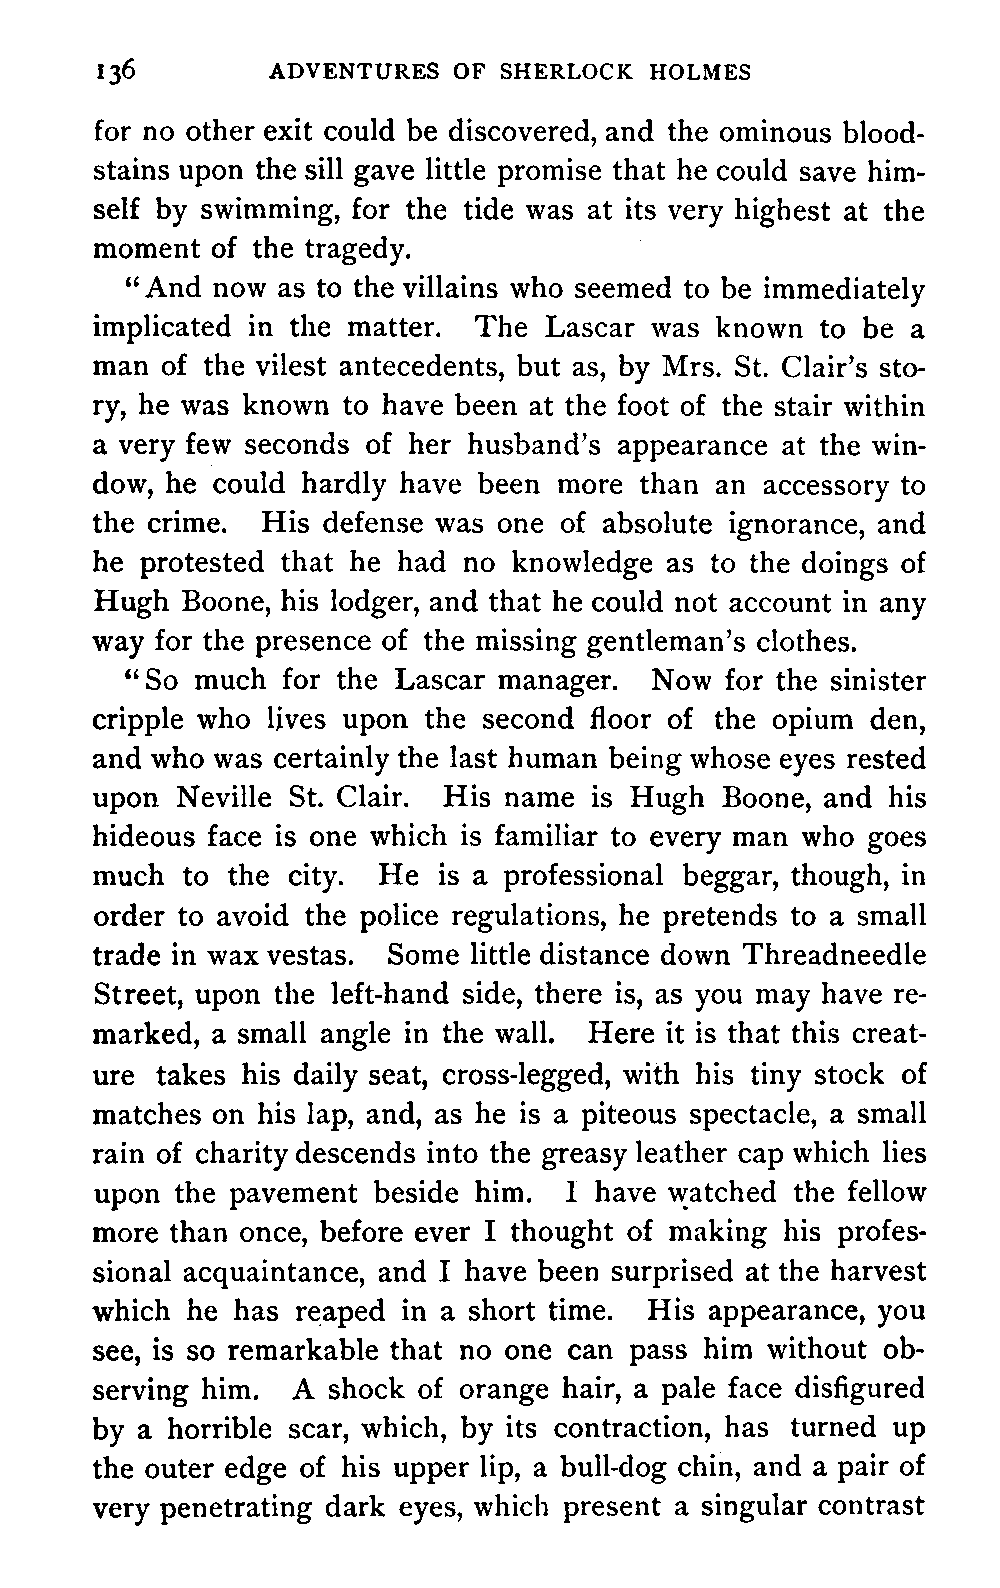 136 ADVENTURES OF SHERLOCK HOLMES
for no other exit could be discovered, and the ominous blood-
stains upon the sill gave little promise that he could save him-
self by swimming, for the tide was at its very highest at the
moment of the tragedy.
"And now as to the villains who seemed to be immediately
implicated in the matter. The Lascar was known to be a
man of the vilest antecedents, but as, by Mrs. St. Clair's sto-
ry, he was known to have been at the foot of the stair within
a very few seconds of her husband's appearance at the win-
dow, he could hardly have been more than an accessory to
the crime. His defense was one of absolute ignorance, and
he protested that he had no knowledge as to the doings of
Hugh Boone, his lodger, and that he could not account in any
way for the presence of the missing gentleman's clothes.
"So much for the Lascar manager. Now for the sinister
cripple who lives upon the second floor of the opium den,
and who was certainly the last human being whose eyes rested
upon Neville St. Clair. His name is Hugh Boone, and his
hideous face is one which is familiar to every man who goes
much to the city. He is a professional beggar, though, in
order to avoid the police regulations, he pretends to a small
trade in wax vestas. Some little distance down Threadneedle
Street, upon the left-hand side, there is, as you may have re-
marked, a small angle in the wall. Here it is that this creat-
ure takes his daily seat, cross-legged, with his tiny stock of
matches on his lap, and, as he is a piteous spectacle, a small
rain of charity descends into the greasy leather cap which lies
upon the pavement beside him. I have watched the fellow
more than once, before ever I thought of making his profes-
sional acquaintance, and I have been surprised at the harvest
which he has reaped in a short time. His appearance, you
see, is so remarkable that no one can pass him without ob-
serving him. A shock of orange hair, a pale face disfigured
by a horrible scar, which, by its contraction, has turned up
the outer edge of his upper lip, a bull-dog chin, and a pair of
very penetrating dark eyes, which present a singular contrast